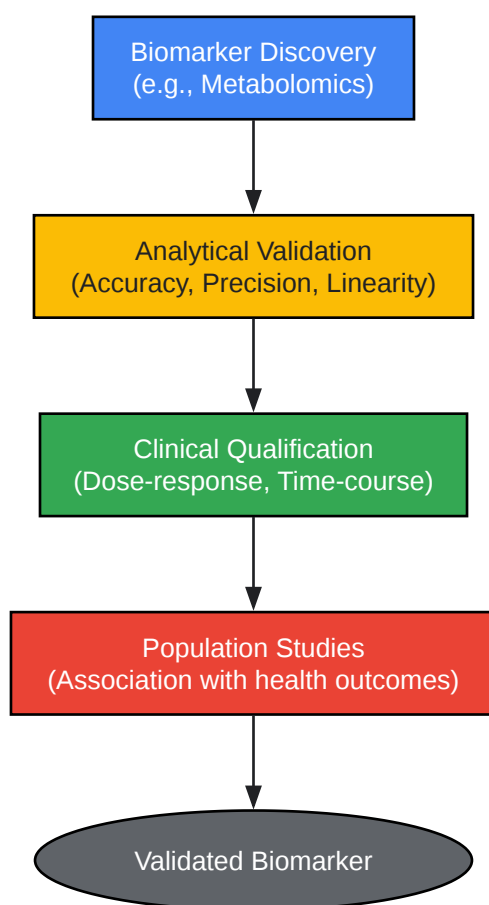 Biomarker Discovery
(e.g., Metabolomics)
Analytical Validation
(Accuracy, Precision, Linearity)
Clinical Qualification
(Dose-response, Time-course)
Population Studies
(Association with health outcomes)
Validated Biomarker